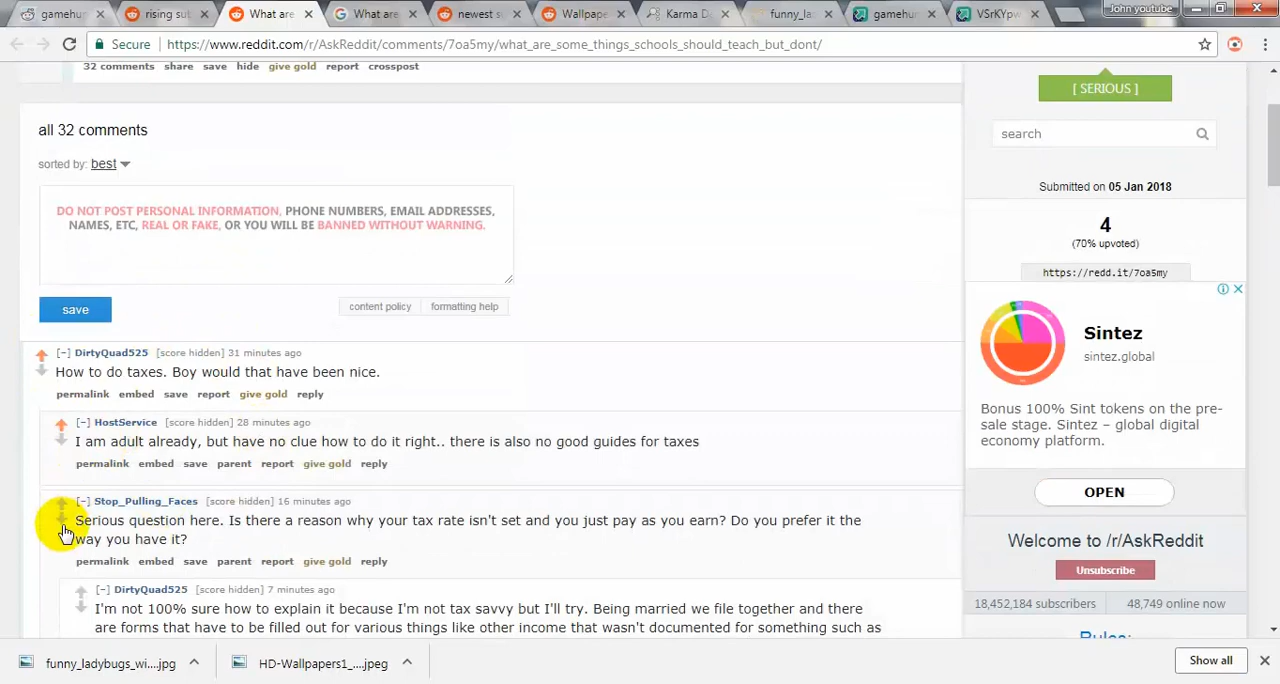 gamehur
rising sut
What are
What are
newest s
Wallpape
Karma D
funny_la
gamehur
VSrKYpw
John youtube
Secure
https://www.reddit.com/r/AskReddit/comments/7oa5my/what_are_some_things_schools_should_teach_but_dont/
32 comments share save hide give gold report crosspost
all 32 comments
sorted by: best
DO NOT POST PERSONAL INFORMATION, PHONE NUMBERS, EMAIL ADDRESSES,
NAMES, ETC, REAL OR FAKE, OR YOU WILL BE BANNED WITHOUT WARNING.
save
content policy formatting help
[–] DirtyQuad525 [score hidden] 31 minutes ago
How to do taxes. Boy would that have been nice.
permalink embed save report give gold reply
[–] HostService [score hidden] 28 minutes ago
I am adult already, but have no clue how to do it right.. there is also no good guides for taxes
permalink embed save parent report give gold reply
[–] Stop_Pulling_Faces [score hidden] 16 minutes ago
Serious question here. Is there a reason why your tax rate isn't set and you just pay as you earn? Do you prefer it the
way you have it?
permalink embed save parent report give gold reply
[–] DirtyQuad525 [score hidden] 7 minutes ago
I'm not 100% sure how to explain it because I'm not tax savvy but I'll try. Being married we file together and there
are forms that have to be filled out for various things like other income that wasn't documented for something such as
[ SERIOUS ]
search
Submitted on 05 Jan 2018
4
(70% upvoted)
https://redd.it/7oa5my
Sintez
sintez.global
Bonus 100% Sint tokens on the pre-
sale stage. Sintez – global digital
economy platform.
OPEN
Welcome to /r/AskReddit
Unsubscribe
18,452,184 subscribers 48,749 online now
Rules:
funny_ladybugs_wi....jpg
HD-Wallpapers1_....jpeg
Show all